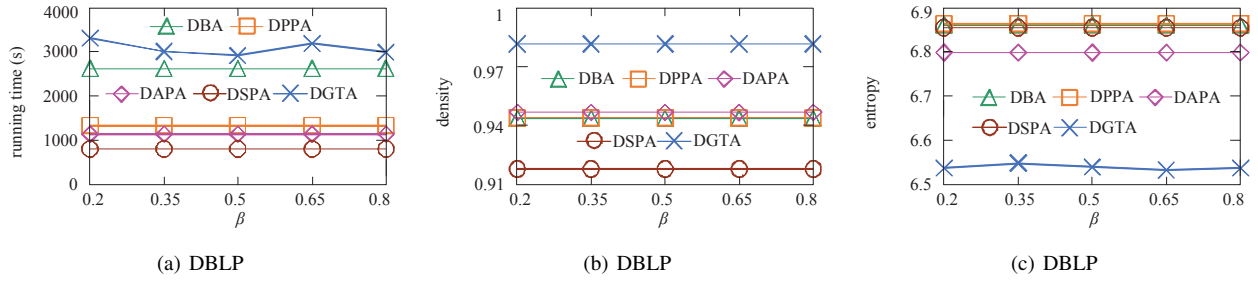 running time (s)
4000
3000
2000
1000
0
DBA DPPA
DAPA DSPA DGTA
0.2 0.35 0.5 0.65 0.8
β
(a) DBLP
density
1
0.97
0.94
0.91
DBA DPPA DAPA
DSPA DGTA
0.2 0.35 0.5 0.65 0.8
β
(b) DBLP
entropy
6.9
6.8
6.7
6.6
6.5
DBA DPPA DAPA
DSPA DGTA
0.2 0.35 0.5 0.65 0.8
β
(c) DBLP